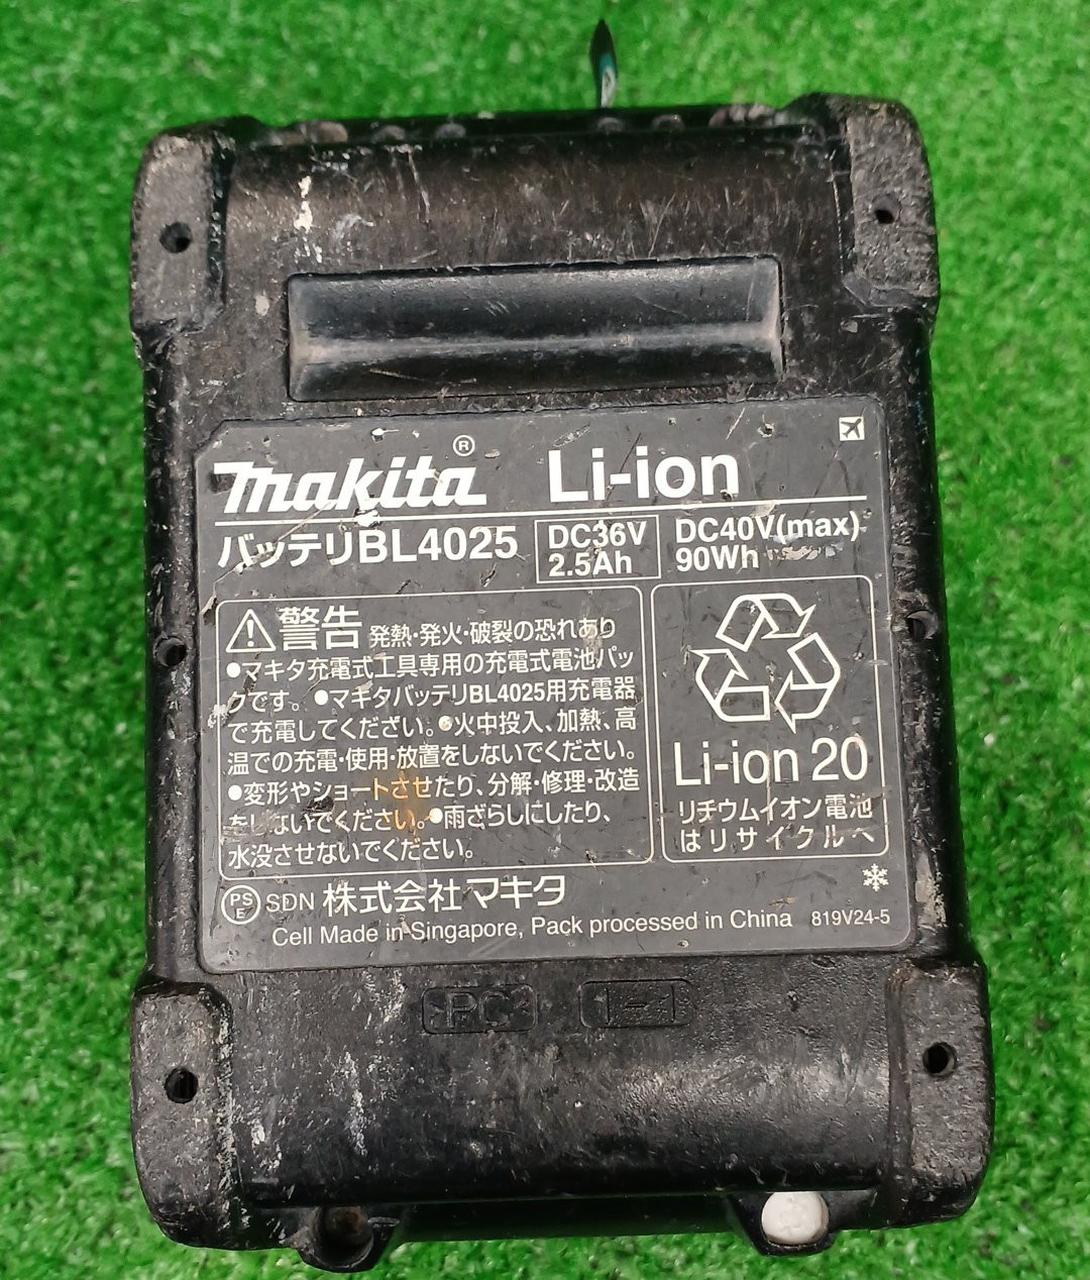 makita® Li-ion
バッテリBL4025
DC36V
2.5Ah
DC40V(max)
90Wh
警告 発熱・発火・破裂の恐れあり
●マキタ充電式工具専用の充電式電池パッ
クです。●マキタバッテリBL4025用充電器
で充電してください。●火中投入、加熱、高
温での充電・使用・放置をしないでください。
●変形やショートさせたり、分解・修理・改造
をしないでください。●雨ざらしにしたり、
水没させないでください。
Li-ion 20
リチウムイオン電池
はリサイクルへ
PS
E
SDN 株式会社マキタ
Cell Made in Singapore, Pack processed in China 819V24-5
>PC<
1-1